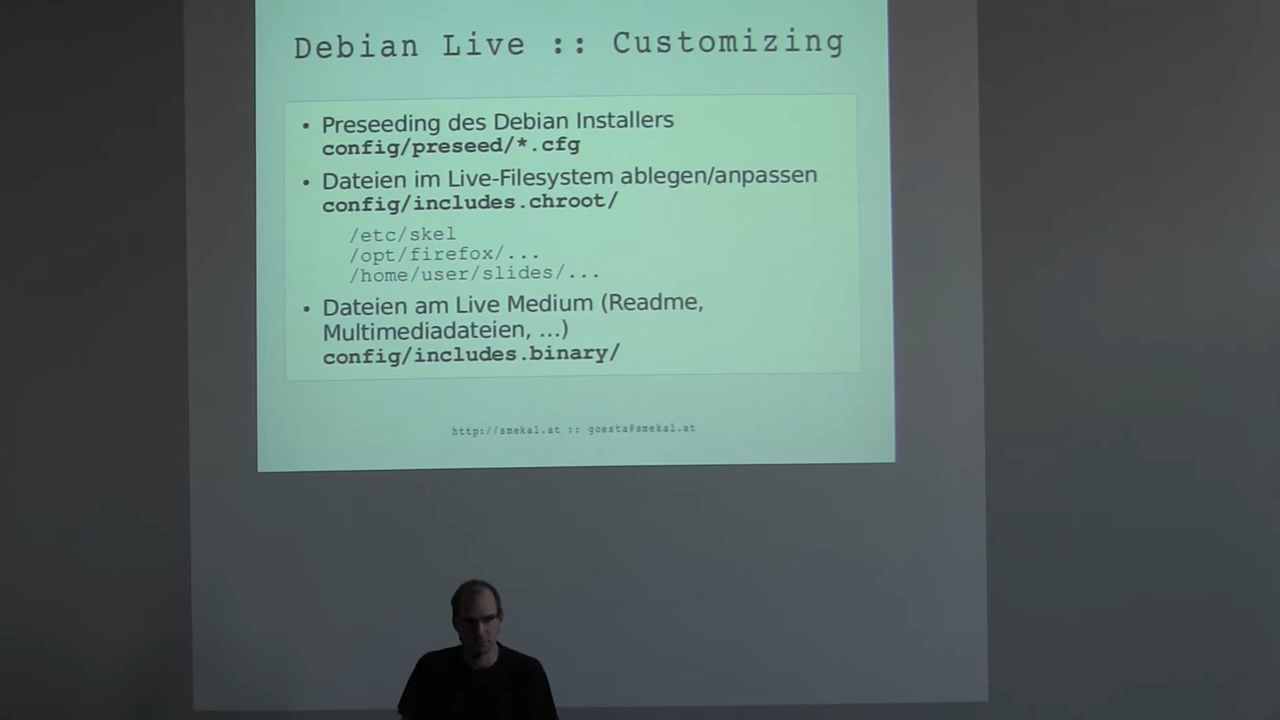 Debian Live :: Customizing
• Preseeding des Debian Installers
config/preseed/*.cfg
• Dateien im Live-Filesystem ablegen/anpassen
config/includes.chroot/
/etc/skel
/opt/firefox/...
/home/user/slides/...
• Dateien am Live Medium (Readme,
Multimediadateien, ...)
config/includes.binary/
http://smekal.at :: goesta@smekal.at